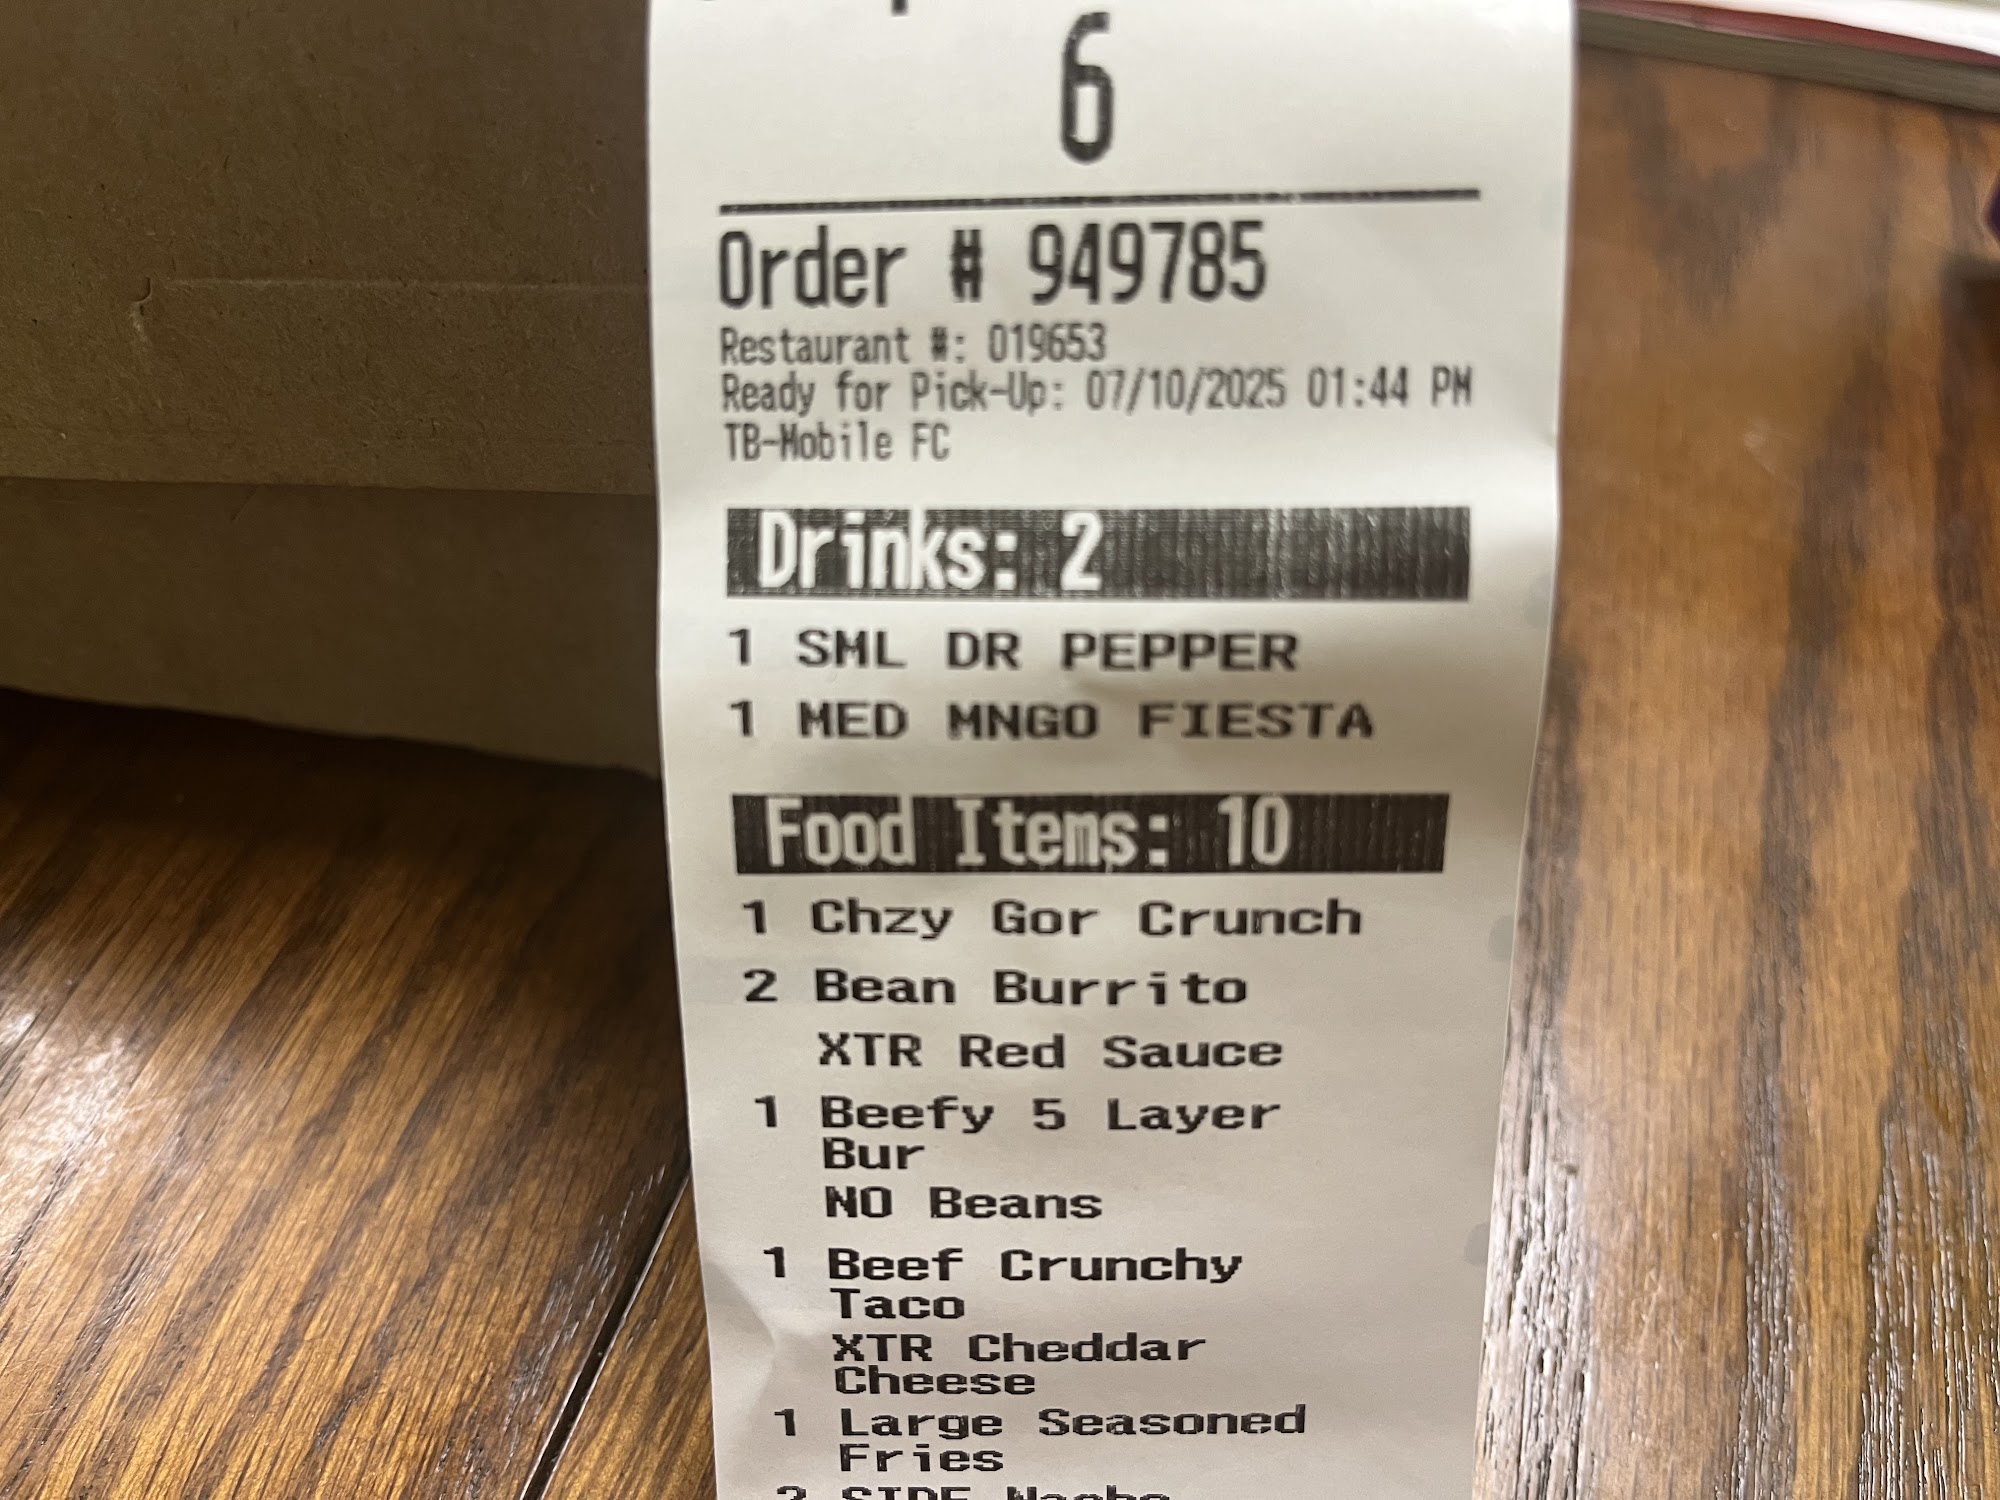 6
Order # 949785
Restaurant #: 019653
Ready for Pick-Up: 07/10/2025 01:44 PM
TB-Mobile FC
Drinks: 2
1 SML DR PEPPER
1 MED MNGO FIESTA
Food Items: 10
1 Chzy Gor Crunch
2 Bean Burrito
XTR Red Sauce
1 Beefy 5 Layer
Bur
NO Beans
1 Beef Crunchy
Taco
XTR Cheddar
Cheese
1 Large Seasoned
Fries
SIDE Nacho